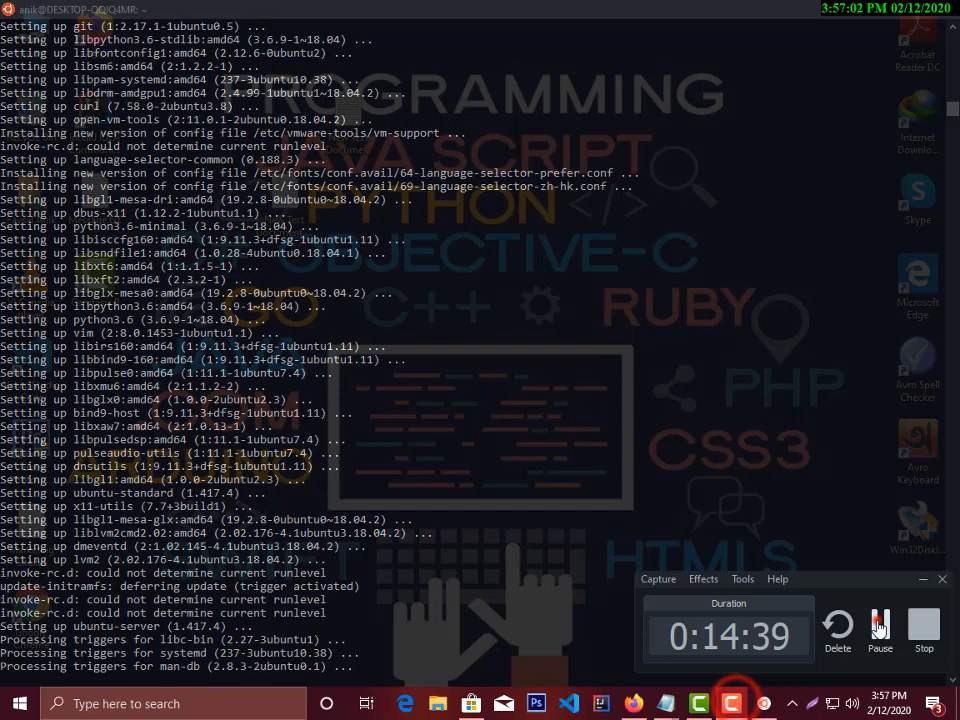 anik@DESKTOP-QQIQ4MR: ~
3:57:02 PM 02/12/2020
Setting up git (1:2.17.1-1ubuntu0.5) ...
Setting up libpython3.6-stdlib:amd64 (3.6.9-1~18.04) ...
Setting up libfontconfig1:amd64 (2.12.6-0ubuntu2) ...
Setting up libsm6:amd64 (2:1.2.2-1) ...
Setting up libpam-systemd:amd64 (237-3ubuntu10.38) ...
Setting up libdrm-amdgpu1:amd64 (2.4.99-1ubuntu1~18.04.2) ...
Setting up curl (7.58.0-2ubuntu3.8) ...
Setting up open-vm-tools (2:11.0.1-2ubuntu0.18.04.2) ...
Installing new version of config file /etc/vmware-tools/vm-support ...
invoke-rc.d: could not determine current runlevel
Setting up language-selector-common (0.188.3) ...
Installing new version of config file /etc/fonts/conf.avail/64-language-selector-prefer.conf ...
Installing new version of config file /etc/fonts/conf.avail/69-language-selector-zh-hk.conf ...
Setting up libgl1-mesa-dri:amd64 (19.2.8-0ubuntu0~18.04.2) ...
Setting up dbus-x11 (1.12.2-1ubuntu1.1) ...
Setting up python3.6-minimal (3.6.9-1~18.04) ...
Setting up libisccfg160:amd64 (1:9.11.3+dfsg-1ubuntu1.11) ...
Setting up libsndfile1:amd64 (1.0.28-4ubuntu0.18.04.1) ...
Setting up libxt6:amd64 (1:1.1.5-1) ...
Setting up libxft2:amd64 (2.3.2-1) ...
Setting up libglx-mesa0:amd64 (19.2.8-0ubuntu0~18.04.2) ...
Setting up libpython3.6:amd64 (3.6.9-1~18.04) ...
Setting up python3.6 (3.6.9-1~18.04) ...
Setting up vim (2:8.0.1453-1ubuntu1.1) ...
Setting up libirs160:amd64 (1:9.11.3+dfsg-1ubuntu1.11) ...
Setting up libbind9-160:amd64 (1:9.11.3+dfsg-1ubuntu1.11) ...
Setting up libpulse0:amd64 (1:11.1-1ubuntu7.4) ...
Setting up libxmu6:amd64 (2:1.1.2-2) ...
Setting up libglx0:amd64 (1.0.0-2ubuntu2.3) ...
Setting up bind9-host (1:9.11.3+dfsg-1ubuntu1.11) ...
Setting up libxaw7:amd64 (2:1.0.13-1) ...
Setting up libpulsedsp:amd64 (1:11.1-1ubuntu7.4) ...
Setting up pulseaudio-utils (1:11.1-1ubuntu7.4) ...
Setting up dnsutils (1:9.11.3+dfsg-1ubuntu1.11) ...
Setting up libgl1:amd64 (1.0.0-2ubuntu2.3) ...
Setting up ubuntu-standard (1.417.4) ...
Setting up x11-utils (7.7+3build1) ...
Setting up libgl1-mesa-glx:amd64 (19.2.8-0ubuntu0~18.04.2) ...
Setting up liblvm2cmd2.02:amd64 (2.02.176-4.1ubuntu3.18.04.2) ...
Setting up dmeventd (2:1.02.145-4.1ubuntu3.18.04.2) ...
Setting up lvm2 (2.02.176-4.1ubuntu3.18.04.2) ...
invoke-rc.d: could not determine current runlevel
update-initramfs: deferring update (trigger activated)
invoke-rc.d: could not determine current runlevel
invoke-rc.d: could not determine current runlevel
Setting up ubuntu-server (1.417.4) ...
Processing triggers for libc-bin (2.27-3ubuntu1) ...
Processing triggers for systemd (237-3ubuntu10.38) ...
Processing triggers for man-db (2.8.3-2ubuntu0.1) ...
PROGRAMMING
JAVA SCRIPT
PYTHON </>
OBJECTIVE-C
C++
RUBY
PHP
CSS3
Acrobat
Reader DC
Internet
Downlo...
Skype
Microsoft
Edge
Avro Spell
Checker
Avro
Keyboard
Win32Diskl...
Capture Effects Tools Help
Duration
0:14:39
Delete Pause Stop
Type here to search
3:57 PM
2/12/2020
3